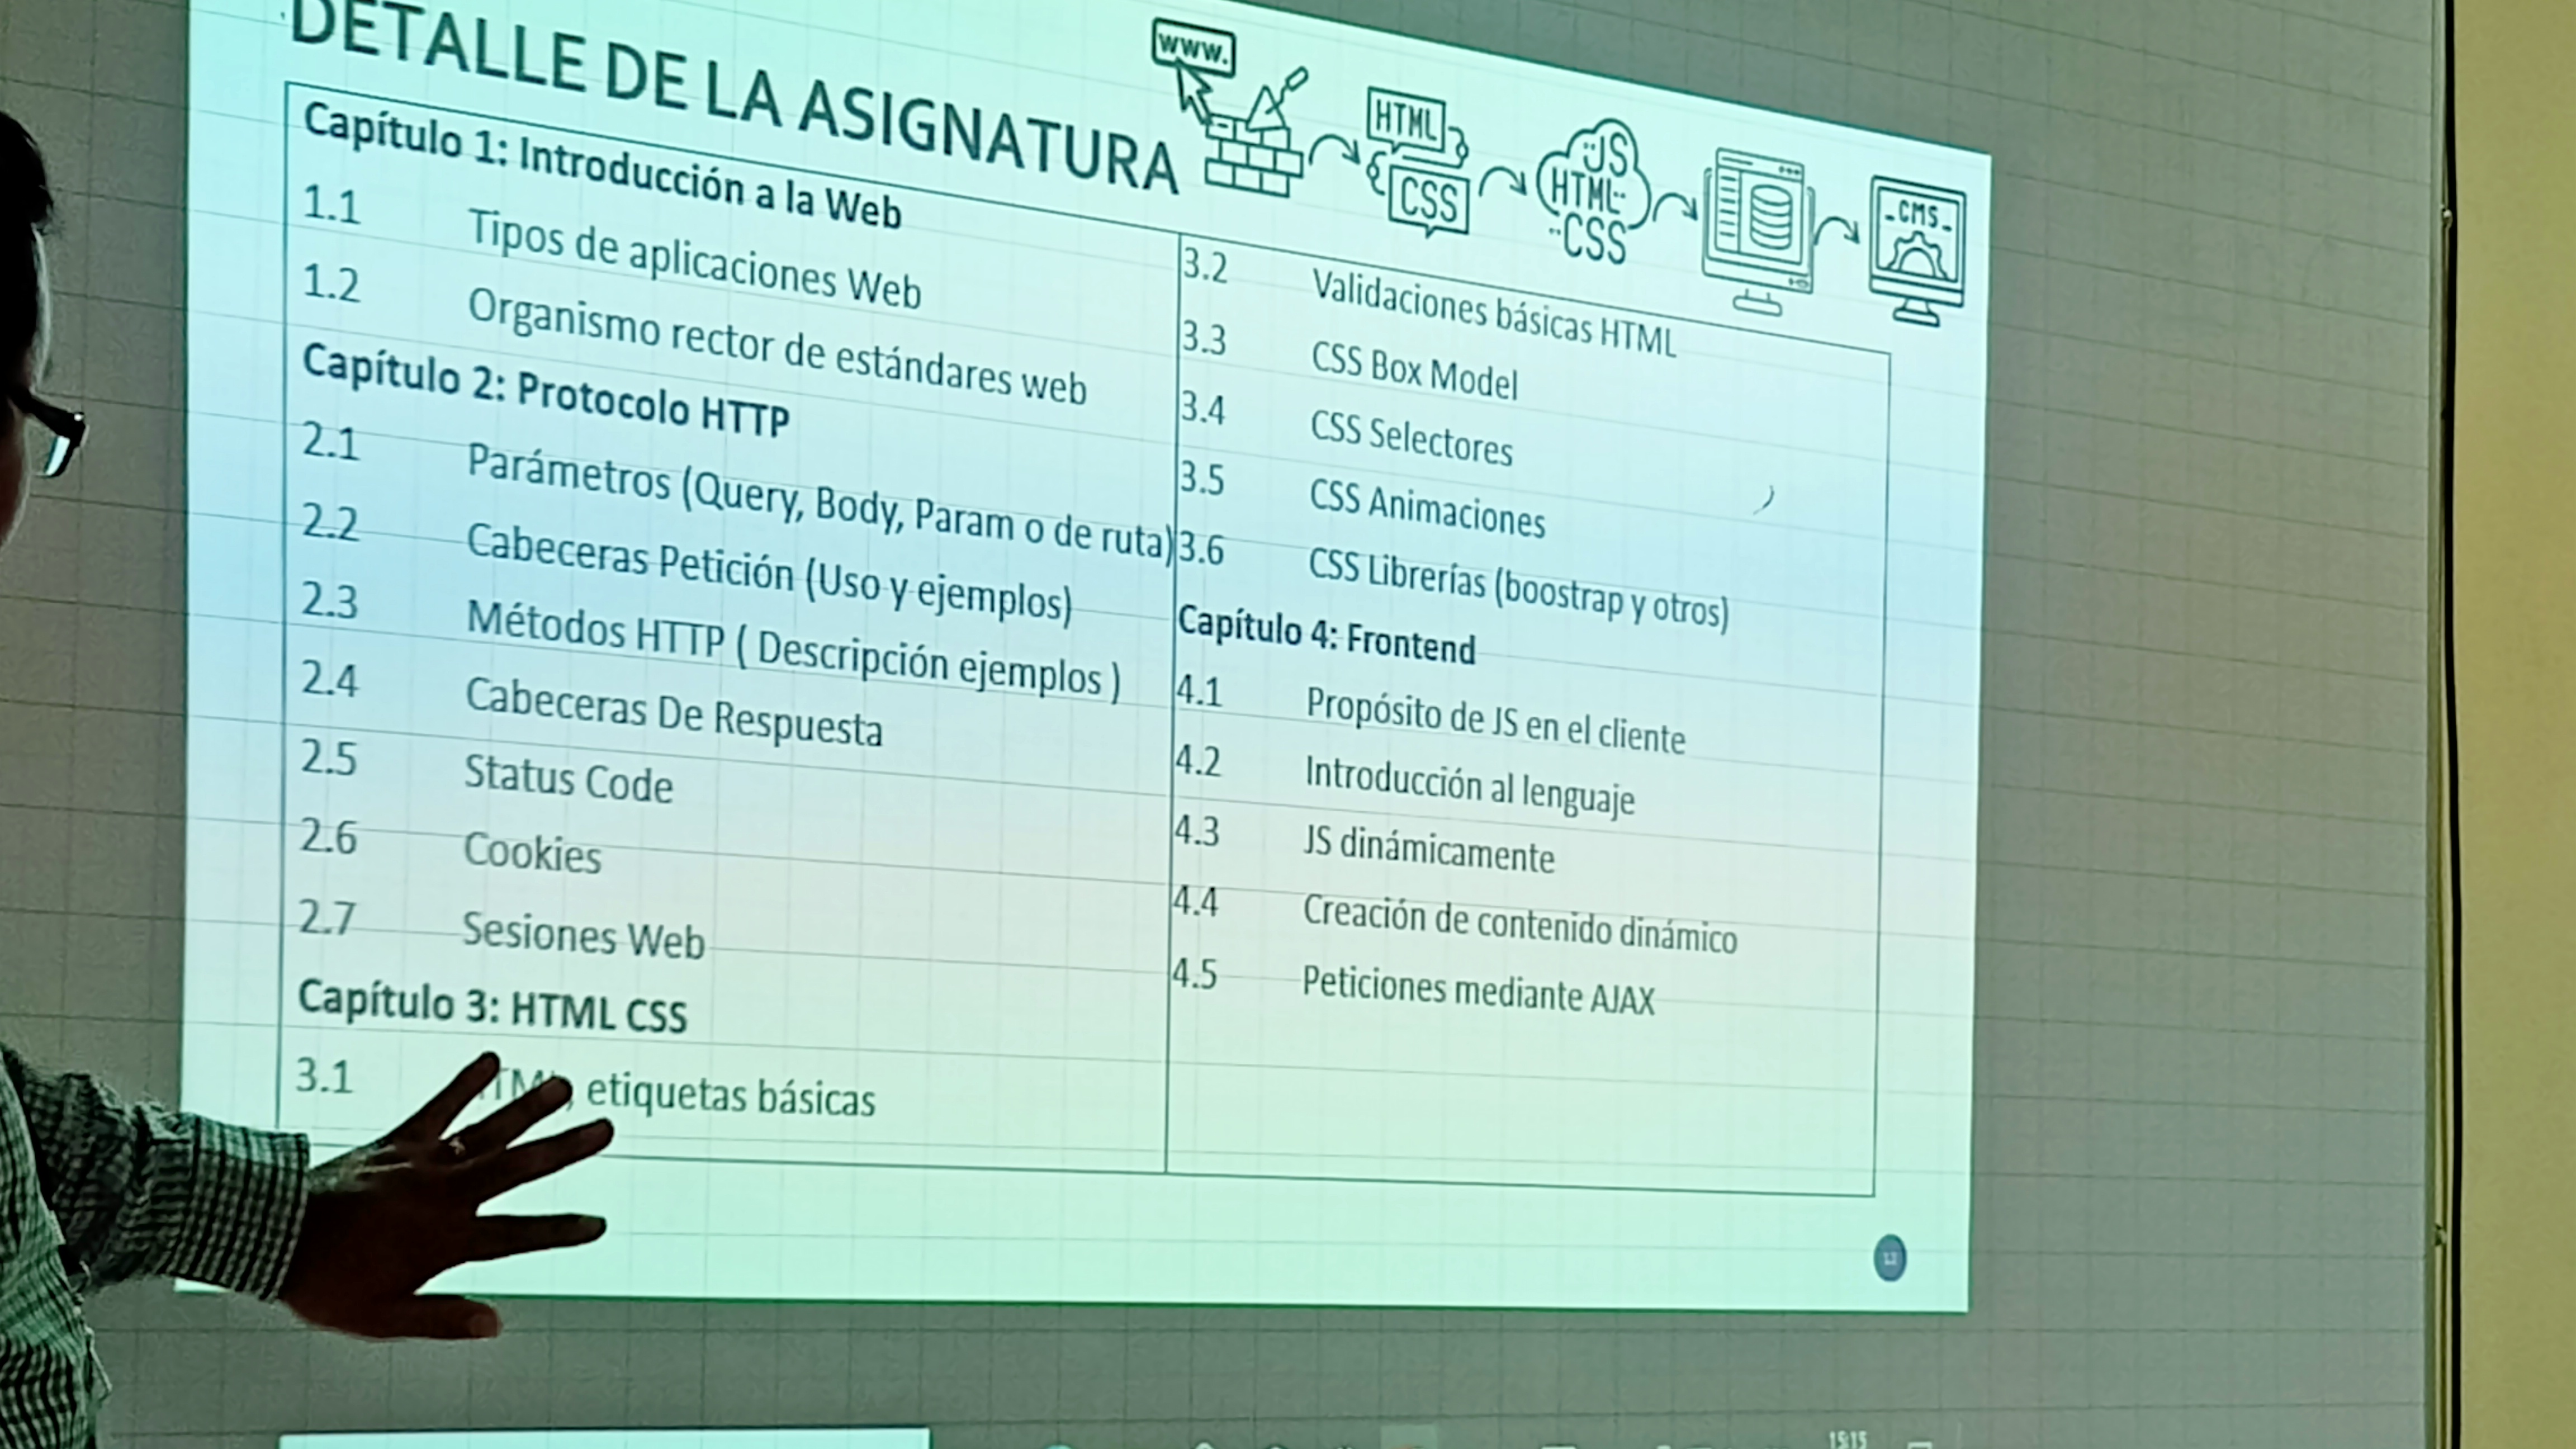 DETALLE DE LA ASIGNATURA
www.
HTML
CSS
JS
HTML
CSS
CMS
Capítulo 1: Introducción a la Web
1.1 Tipos de aplicaciones Web
1.2 Organismo rector de estándares web
Capítulo 2: Protocolo HTTP
2.1 Parámetros (Query, Body, Param o de ruta)
2.2 Cabeceras Petición (Uso y ejemplos)
2.3 Métodos HTTP ( Descripción ejemplos )
2.4 Cabeceras De Respuesta
2.5 Status Code
2.6 Cookies
2.7 Sesiones Web
Capítulo 3: HTML CSS
3.1 etiquetas básicas
3.2 Validaciones básicas HTML
3.3 CSS Box Model
3.4 CSS Selectores
3.5 CSS Animaciones
3.6 CSS Librerías (boostrap y otros)
Capítulo 4: Frontend
4.1 Propósito de JS en el cliente
4.2 Introducción al lenguaje
4.3 JS dinámicamente
4.4 Creación de contenido dinámico
4.5 Peticiones mediante AJAX
15:15